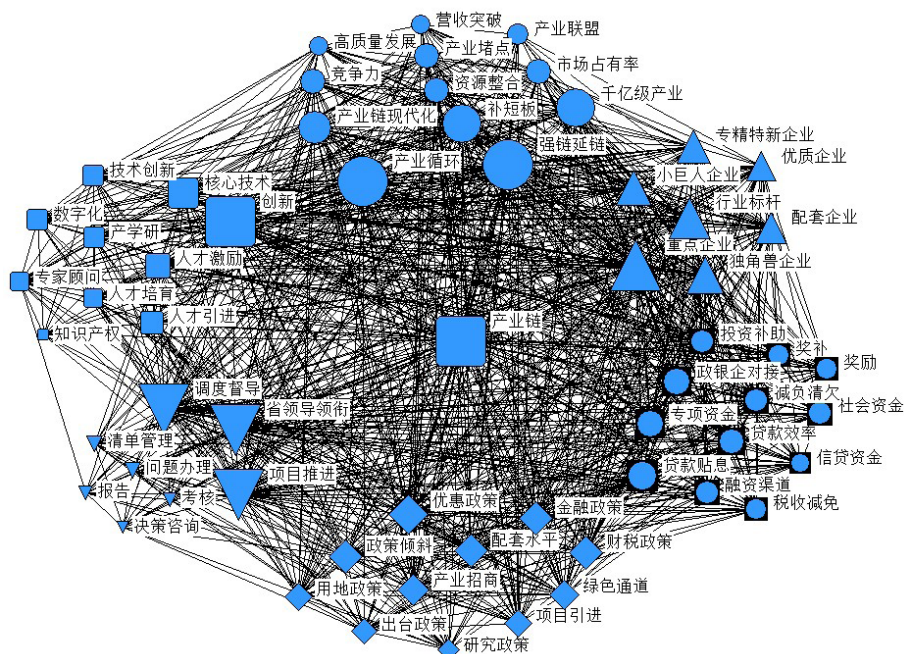 营收突破
产业联盟
高质量发展
产业堵点
市场占有率
竞争力
资源整合
千亿级产业
产业链现代化
补短板
专精特新企业
强链延链
优质企业
产业循环
小巨人企业
技术创新
核心技术
创新
行业标杆
数字化
配套企业
产学研
重点企业
人才激励
独角兽企业
专家顾问
人才培育
人才引进
产业链
知识产权
投资补助
奖补
奖励
政银企对接
调度督导
减负清欠
省领导领衔
专项资金
社会资金
贷款效率
清单管理
问题办理
项目推进
贷款贴息
信贷资金
融资渠道
报告
考核
优惠政策
金融政策
税收减免
决策咨询
政策倾斜
配套水平
财税政策
用地政策
产业招商
绿色通道
出台政策
项目引进
研究政策